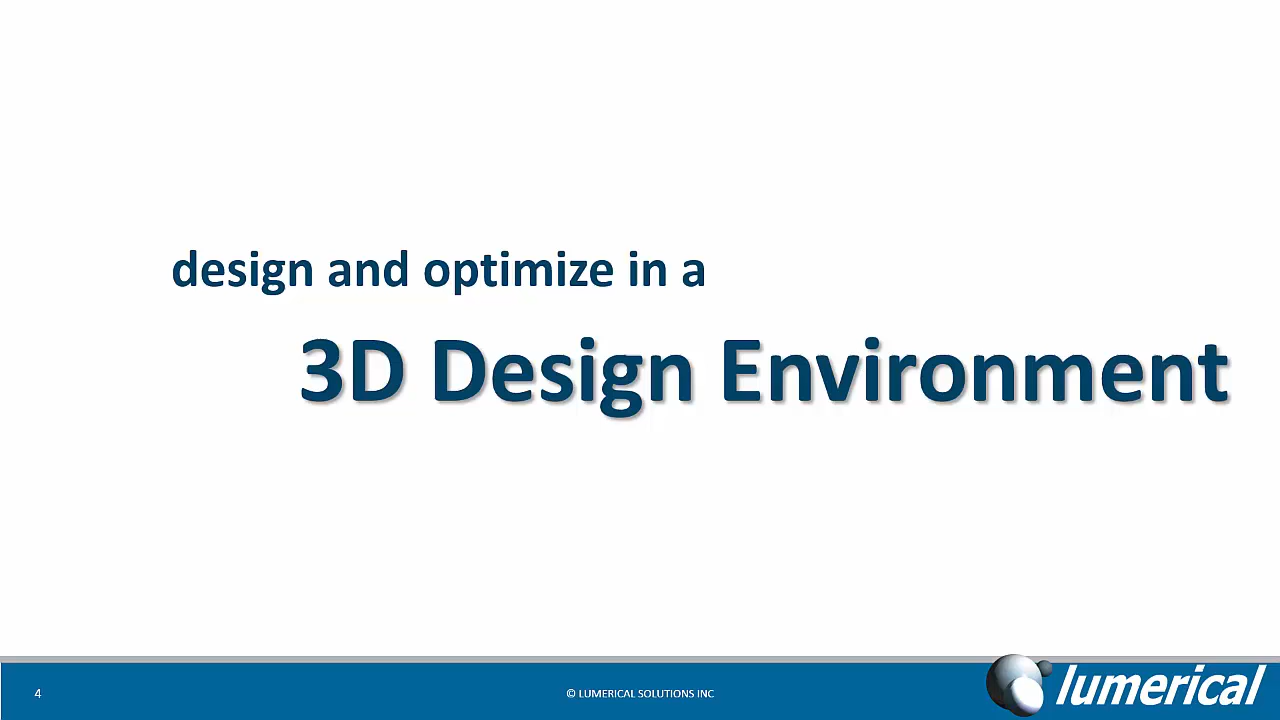 design and optimize in a
3D Design Environment
4
© LUMERICAL SOLUTIONS INC
lumerical